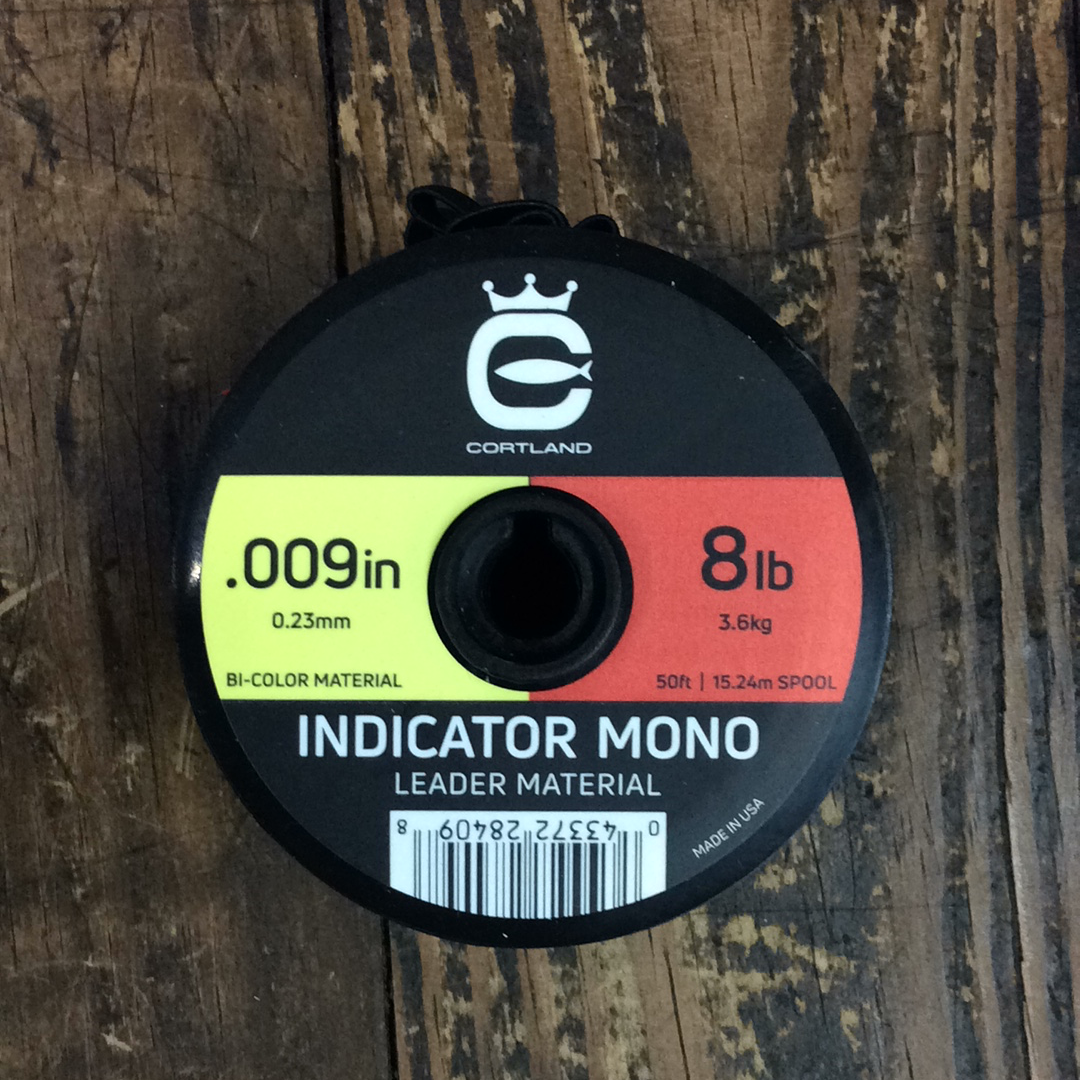 CORTLAND
.009in
0.23mm
BI-COLOR MATERIAL
8lb
3.6kg
50ft | 15.24m SPOOL
INDICATOR MONO
LEADER MATERIAL
MADE IN USA
0 43372 28409 8